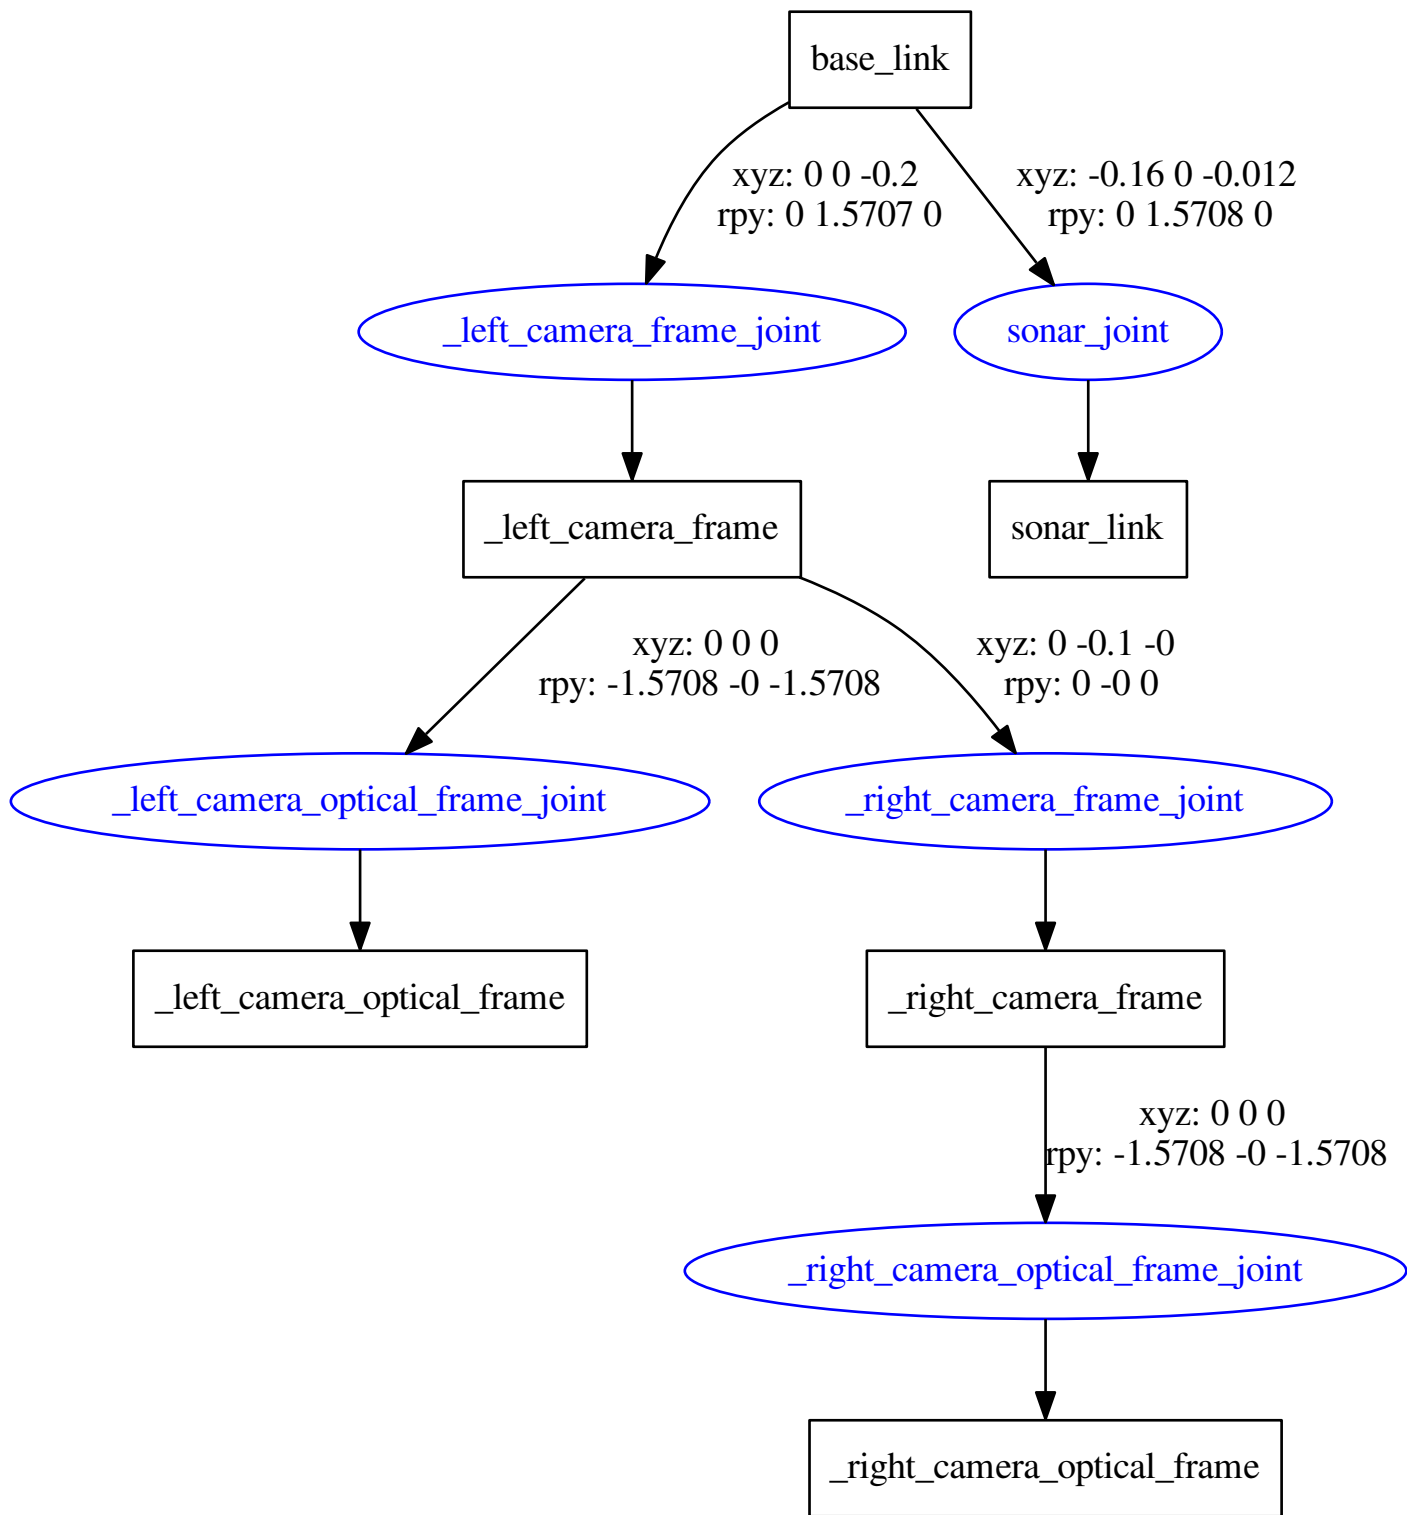 base_link
xyz: 0 0 -0.2
rpy: 0 1.5707 0
xyz: -0.16 0 -0.012
rpy: 0 1.5708 0
_left_camera_frame_joint
sonar_joint
_left_camera_frame
sonar_link
xyz: 0 0 0
rpy: -1.5708 -0 -1.5708
xyz: 0 -0.1 -0
rpy: 0 -0 0
_left_camera_optical_frame_joint
_right_camera_frame_joint
_left_camera_optical_frame
_right_camera_frame
xyz: 0 0 0
rpy: -1.5708 -0 -1.5708
_right_camera_optical_frame_joint
_right_camera_optical_frame